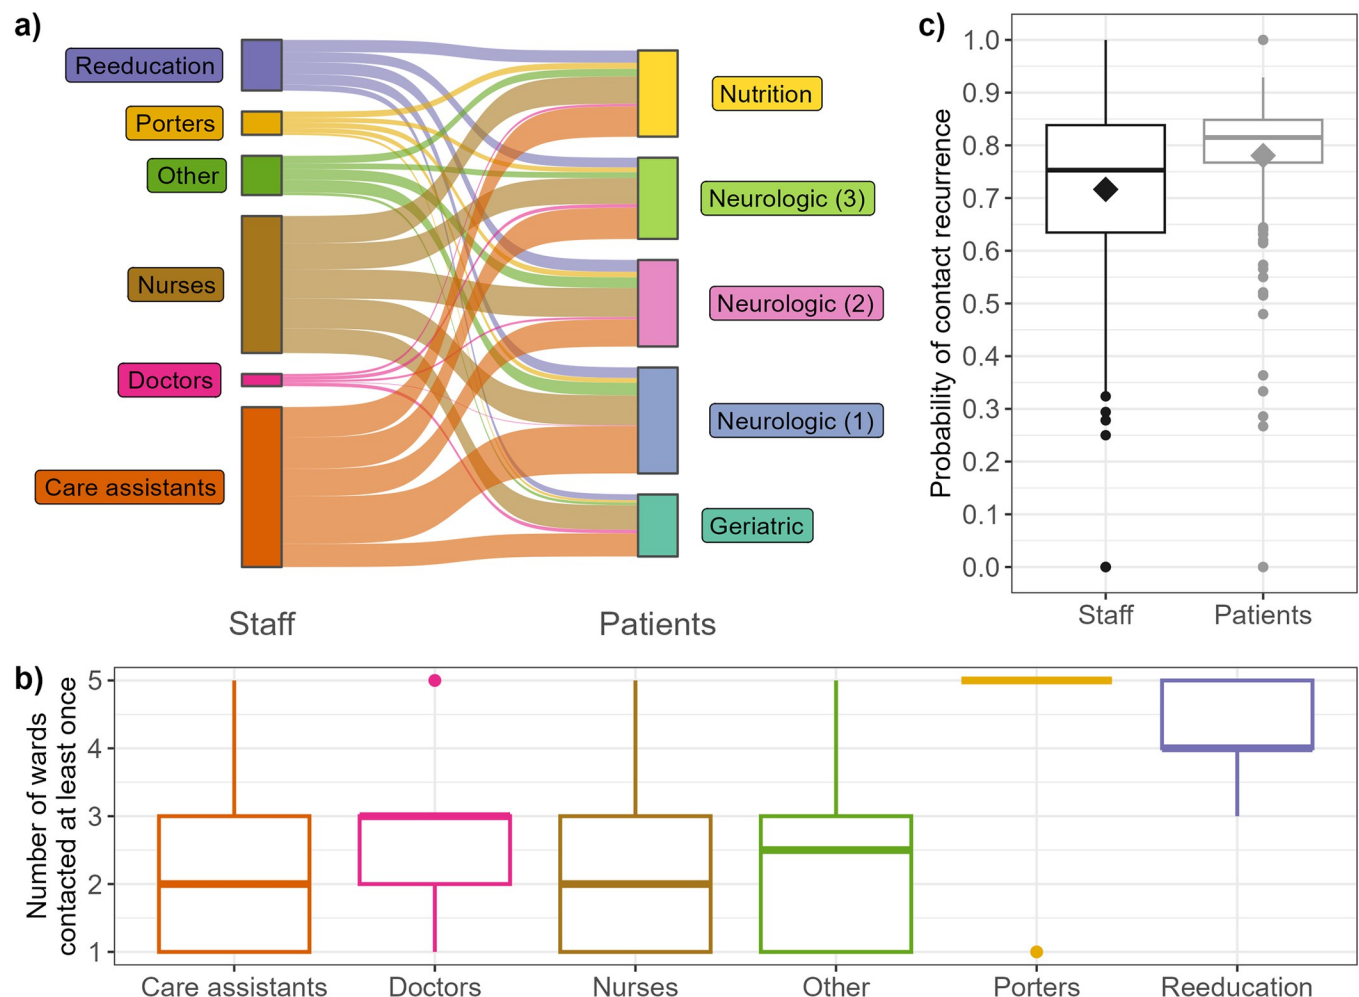 a)
Reeducation
Porters
Other
Nurses
Doctors
Care assistants
Nutrition
Neurologic (3)
Neurologic (2)
Neurologic (1)
Geriatric
Staff
Patients
c)
Probability of contact recurrence
1.0
0.9
0.8
0.7
0.6
0.5
0.4
0.3
0.2
0.1
0.0
Staff
Patients
b)
Number of wards
contacted at least once
5
4
3
2
1
Care assistants
Doctors
Nurses
Other
Porters
Reeducation